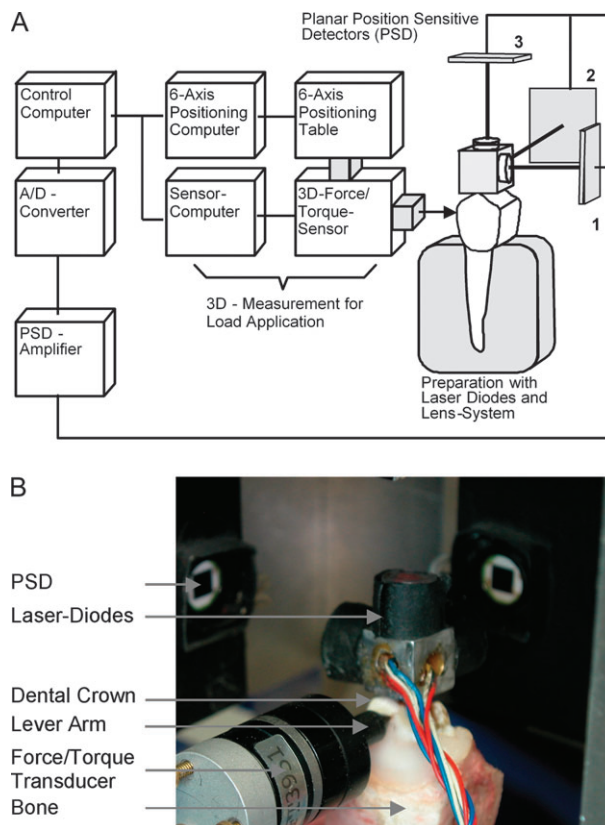 A
Planar Position Sensitive
Detectors (PSD)
3
2
1
Control
Computer
6-Axis
Positioning
Computer
6-Axis
Positioning
Table
A/D -
Converter
Sensor-
Computer
3D-Force/
Torque-
Sensor
3D - Measurement for
Load Application
PSD -
Amplifier
Preparation with
Laser Diodes and
Lens-System
B
PSD
Laser-Diodes
Dental Crown
Lever Arm
Force/Torque
Transducer
Bone